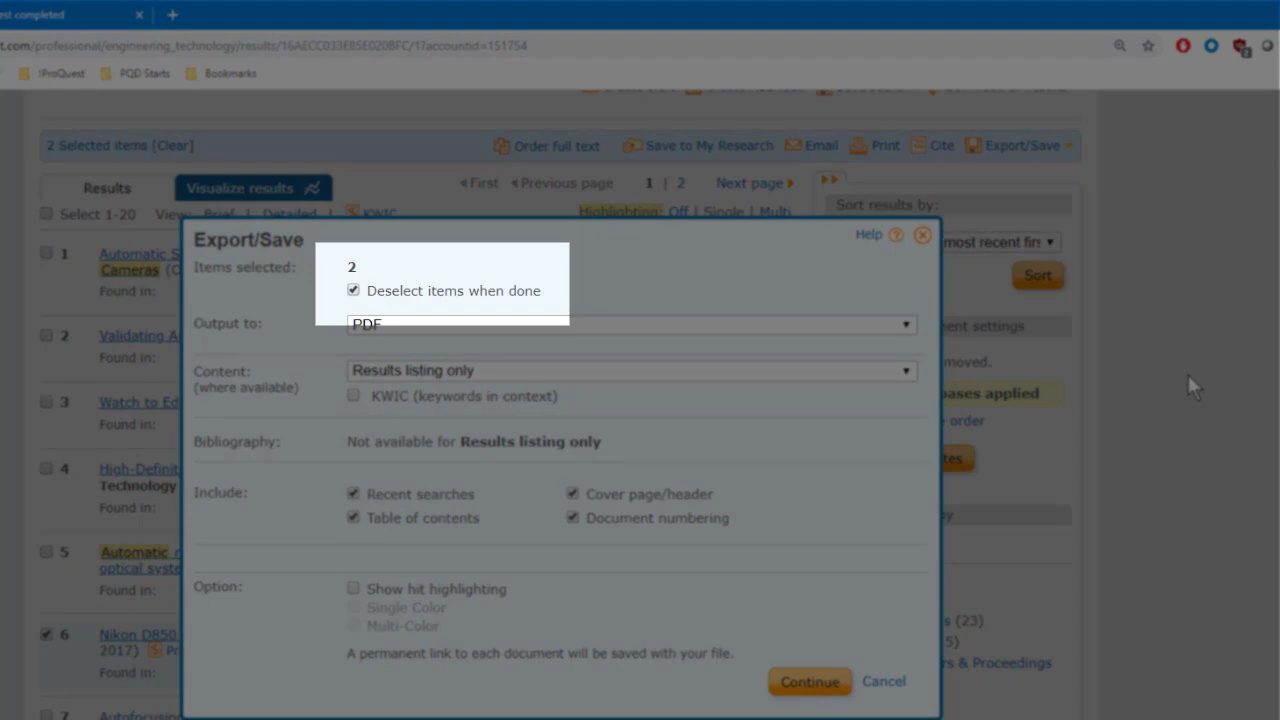 est completed
t.com/professional/engineering_technology/results/16AECC033E85E020BFC/1?accountid=151754
!ProQuest PQD Starts Bookmarks
2 Selected items [Clear] Order full text Save to My Research Email Print Cite Export/Save
Results Visualize results First Previous page 1 | 2 Next page
Sort results by:
Select 1-20 View: Brief | Detailed | KWIC Highlighting: Off | Single | Multi
Export/Save Help
most recent firs
Items selected: 2
Deselect items when done
Sort
Output to: PDF
ment settings
moved.
Content: Results listing only
(where available) KWIC (keywords in context)
bases applied
order
Bibliography: Not available for Results listing only
tes
Include: Recent searches Cover page/header
Table of contents Document numbering
by
Option: Show hit highlighting
Single Color
Multi-Color
A permanent link to each document will be saved with your file.
Continue Cancel
1 Automatic S
Cameras (C
Found in:
2 Validating A
Found in:
3 Watch to Ed
Found in:
4 High-Definit
Technology
Found in:
5 Automatic r
optical syste
Found in:
6 Nikon D850
2017) Pr
Found in:
7 Autofocusing
s (23)
5)
rs & Proceedings